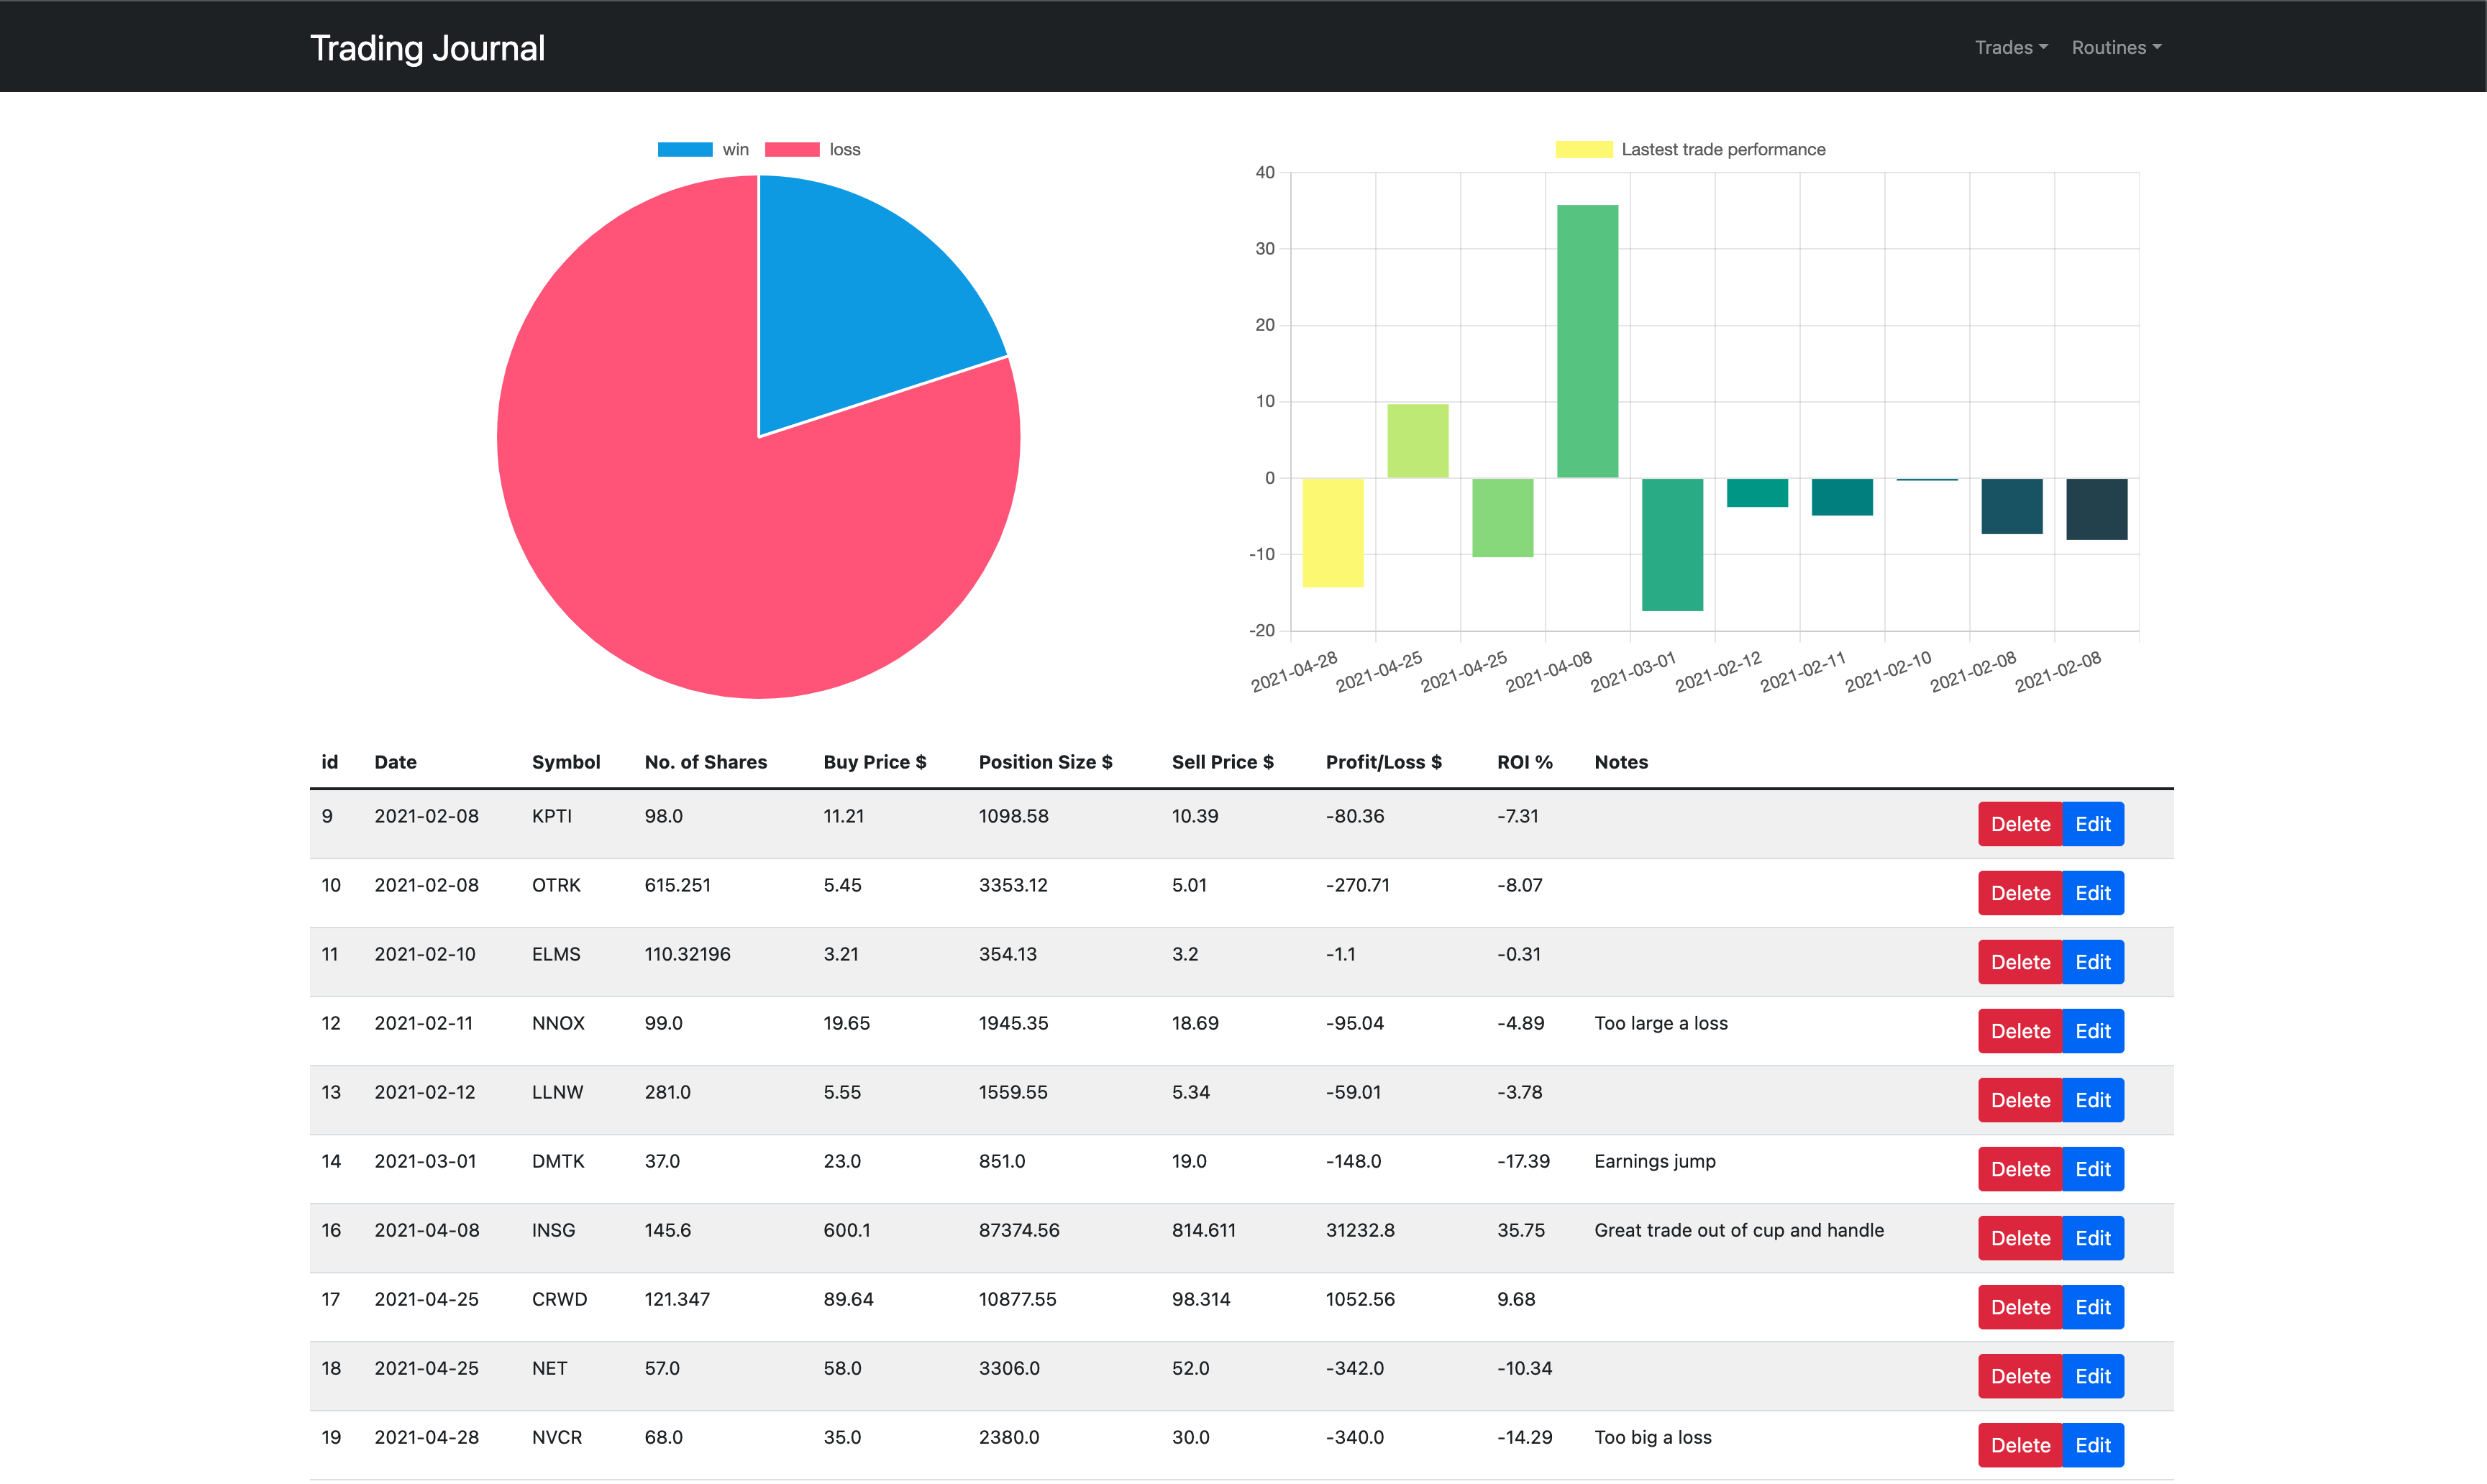 Trading Journal
Trades Routines
win loss
Lastest trade performance
40
30
20
10
0
-10
-20
2021-04-28 2021-04-25 2021-04-25 2021-04-08 2021-03-01 2021-02-12 2021-02-11 2021-02-10 2021-02-08 2021-02-08
id Date Symbol No. of Shares Buy Price $ Position Size $ Sell Price $ Profit/Loss $ ROI % Notes
9 2021-02-08 KPTI 98.0 11.21 1098.58 10.39 -80.36 -7.31 Delete Edit
10 2021-02-08 OTRK 615.251 5.45 3353.12 5.01 -270.71 -8.07 Delete Edit
11 2021-02-10 ELMS 110.32196 3.21 354.13 3.2 -1.1 -0.31 Delete Edit
12 2021-02-11 NNOX 99.0 19.65 1945.35 18.69 -95.04 -4.89 Too large a loss Delete Edit
13 2021-02-12 LLNW 281.0 5.55 1559.55 5.34 -59.01 -3.78 Delete Edit
14 2021-03-01 DMTK 37.0 23.0 851.0 19.0 -148.0 -17.39 Earnings jump Delete Edit
16 2021-04-08 INSG 145.6 600.1 87374.56 814.611 31232.8 35.75 Great trade out of cup and handle Delete Edit
17 2021-04-25 CRWD 121.347 89.64 10877.55 98.314 1052.56 9.68 Delete Edit
18 2021-04-25 NET 57.0 58.0 3306.0 52.0 -342.0 -10.34 Delete Edit
19 2021-04-28 NVCR 68.0 35.0 2380.0 30.0 -340.0 -14.29 Too big a loss Delete Edit